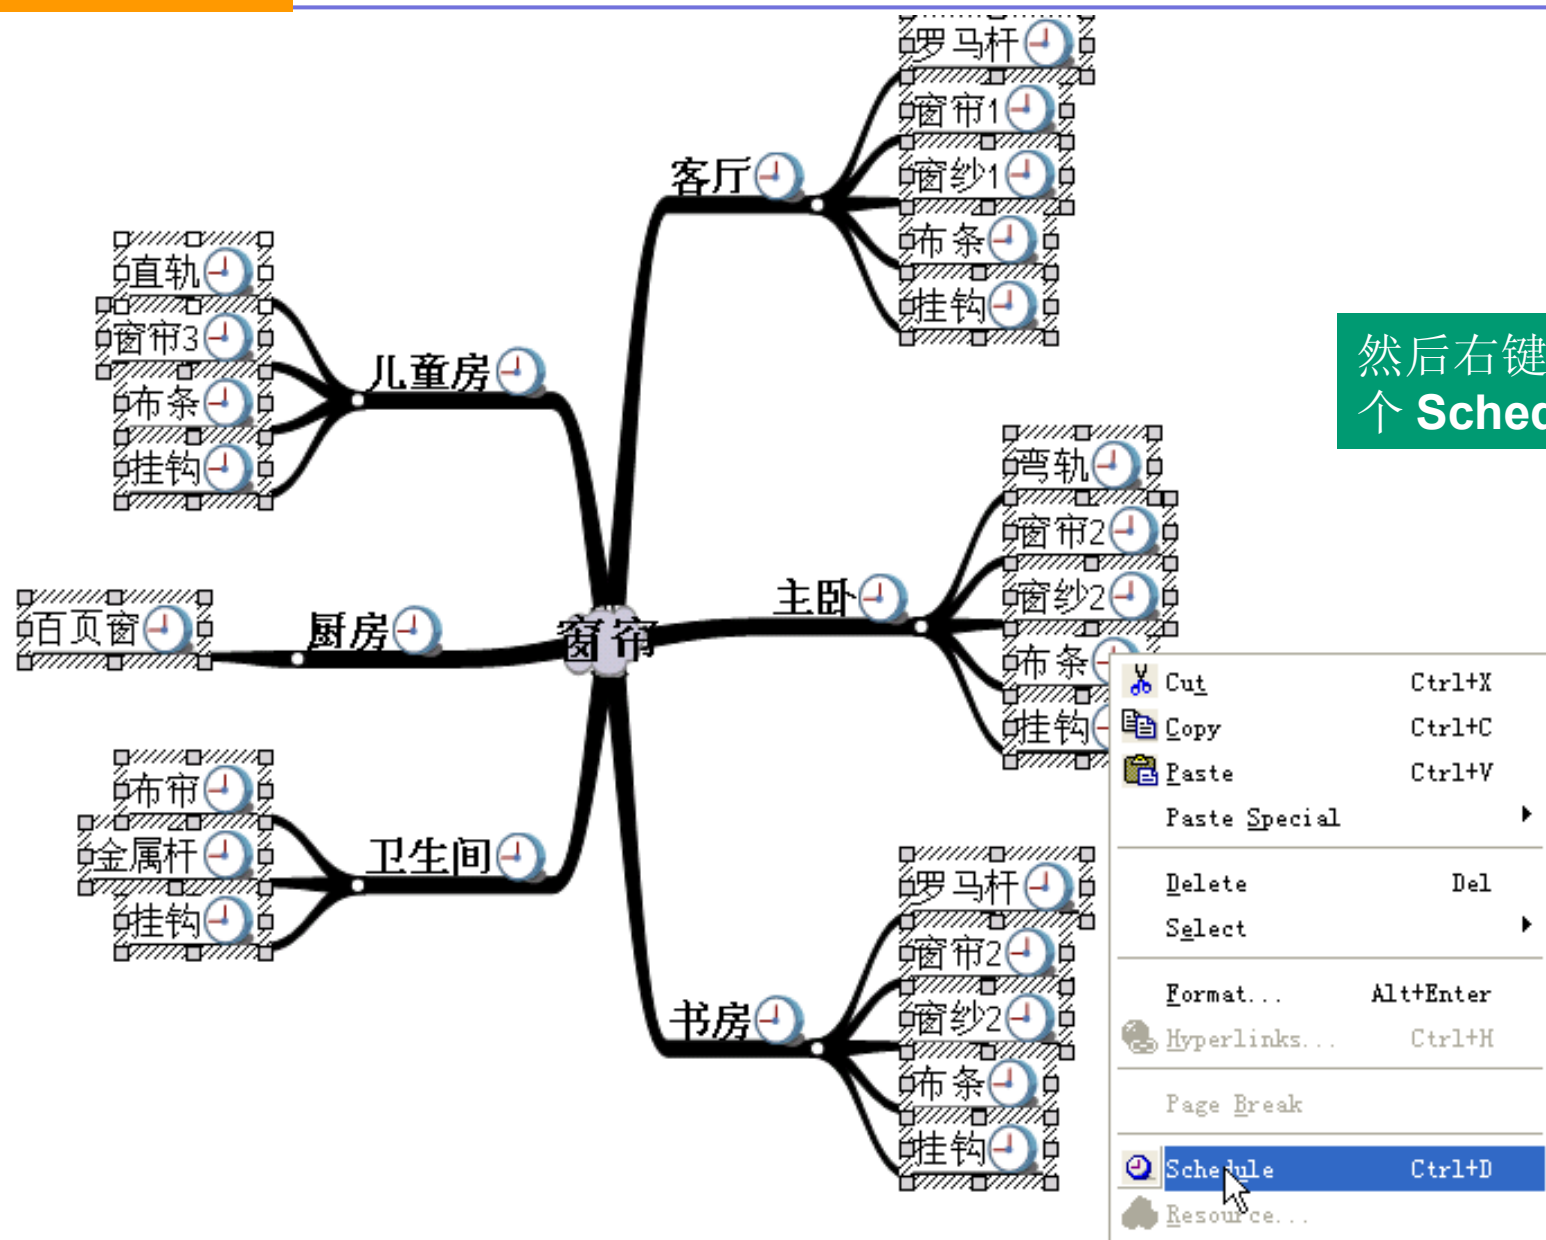 罗马杆
窗帘1
窗纱1
布条
挂钩
客厅
直轨
窗帘3
布条
挂钩
儿童房
弯轨
窗帘2
窗纱2
布条
挂钩
主卧
百页窗
厨房
窗帘
布帘
金属杆
挂钩
卫生间
罗马杆
窗帘2
窗纱2
布条
挂钩
书房
然后右键
个 Sched
Cut Ctrl+X
Copy Ctrl+C
Paste Ctrl+V
Paste Special
Delete Del
Select
Format... Alt+Enter
Hyperlinks... Ctrl+H
Page Break
Schedule Ctrl+D
Resource...